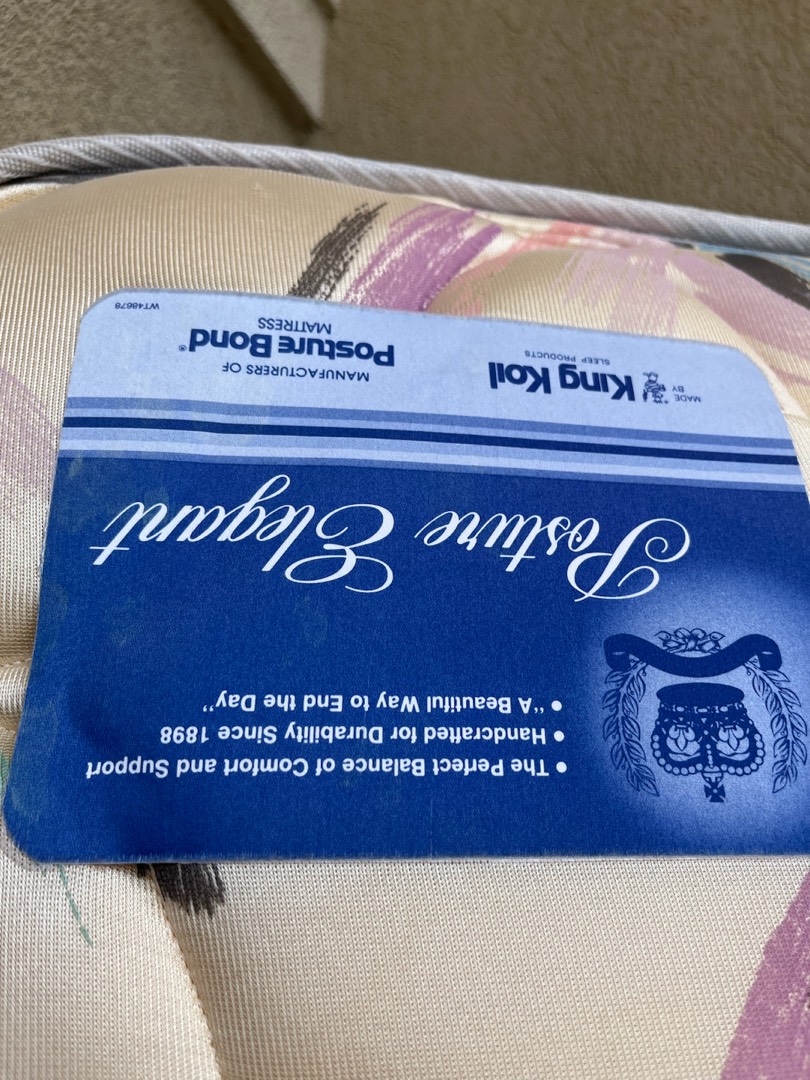 • The Perfect Balance of Comfort and Support
• Handcrafted for Durability Since 1898
• “A Beautiful Way to End the Day”
Posture Elegant
MADE BY King Koil
SLEEP PRODUCTS
MANUFACTURERS OF
Posture Bond®
MATTRESS
WT48678